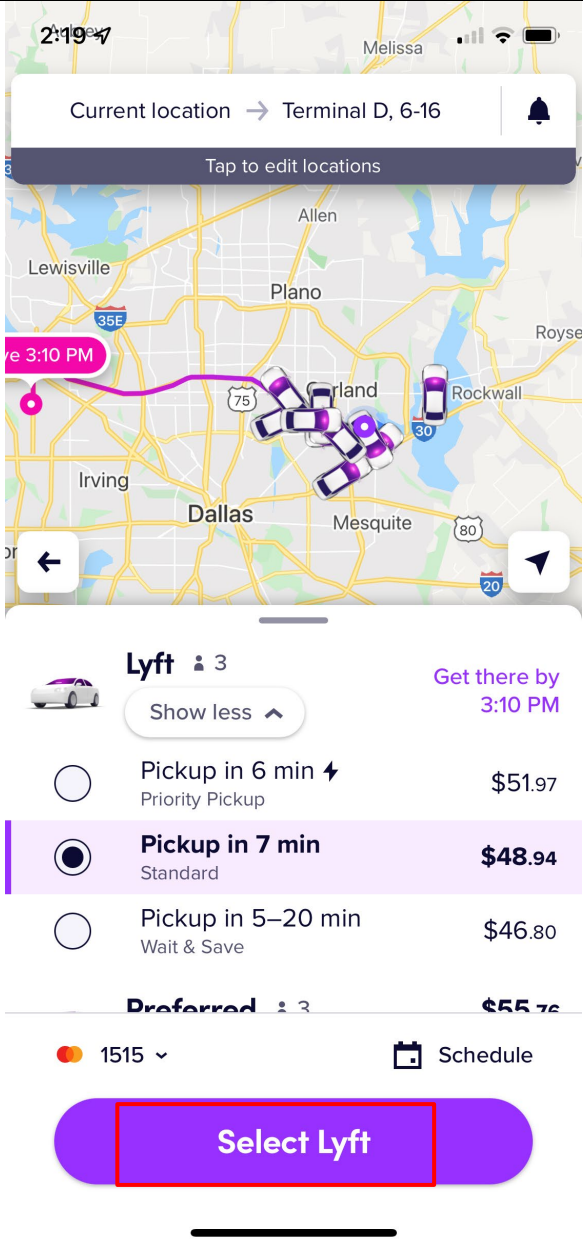 2:19
Aubrey
Melissa
Current location → Terminal D, 6-16
Tap to edit locations
Allen
Lewisville
Plano
35E
Royse
ve 3:10 PM
75
Rockwall
30
Irving
Dallas
Mesquite
80
20
Lyft 3
Get there by
3:10 PM
Show less
Pickup in 6 min
Priority Pickup
$51.97
Pickup in 7 min
Standard
$48.94
Pickup in 5–20 min
Wait & Save
$46.80
Preferred 3
$55.76
1515
Schedule
Select Lyft